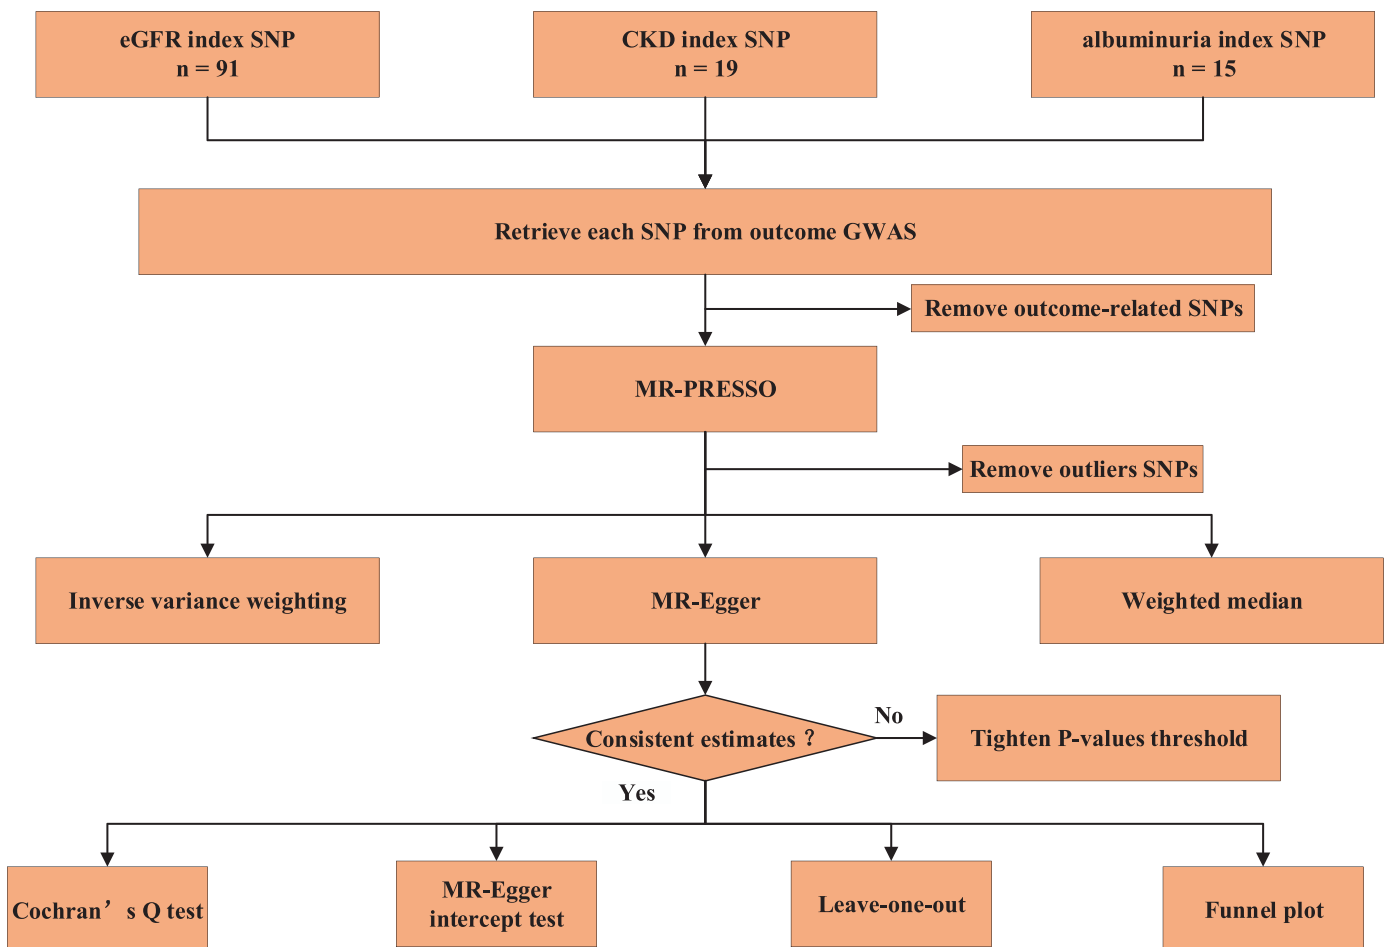 eGFR index SNP
n = 91
CKD index SNP
n = 19
albuminuria index SNP
n = 15
Retrieve each SNP from outcome GWAS
Remove outcome-related SNPs
MR-PRESSO
Remove outliers SNPs
Inverse variance weighting
MR-Egger
Weighted median
Consistent estimates ？
No
Tighten P-values threshold
Yes
Cochran’ s Q test
MR-Egger
intercept test
Leave-one-out
Funnel plot